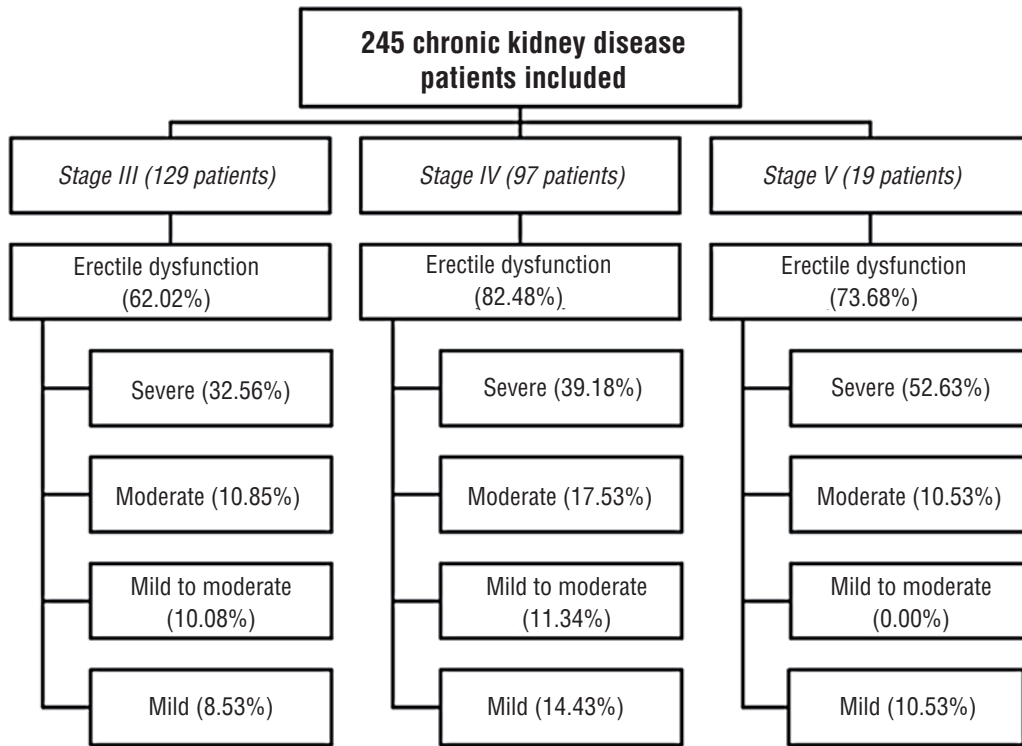 245 chronic kidney disease
patients included
Stage III (129 patients)
Stage IV (97 patients)
Stage V (19 patients)
Erectile dysfunction
(62.02%)
Erectile dysfunction
(82.48%)
Erectile dysfunction
(73.68%)
Severe (32.56%)
Severe (39.18%)
Severe (52.63%)
Moderate (10.85%)
Moderate (17.53%)
Moderate (10.53%)
Mild to moderate
(10.08%)
Mild to moderate
(11.34%)
Mild to moderate
(0.00%)
Mild (8.53%)
Mild (14.43%)
Mild (10.53%)